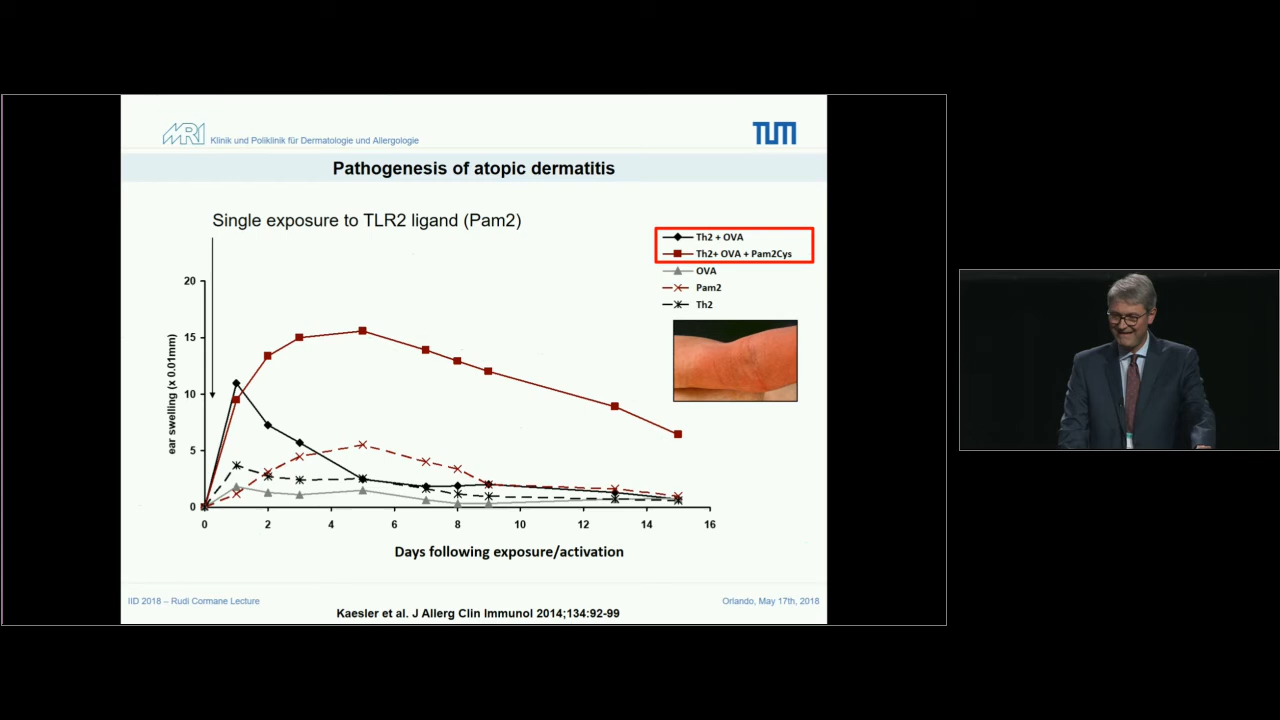 MRI Klinik und Poliklinik für Dermatologie und Allergologie
TUM
Pathogenesis of atopic dermatitis
Single exposure to TLR2 ligand (Pam2)
Th2 + OVA
Th2+ OVA + Pam2Cys
OVA
Pam2
Th2
20
15
10
5
0
ear swelling (x 0.01mm)
0 2 4 6 8 10 12 14 16
Days following exposure/activation
IID 2018 – Rudi Cormane Lecture
Orlando, May 17th, 2018
Kaesler et al. J Allerg Clin Immunol 2014;134:92-99